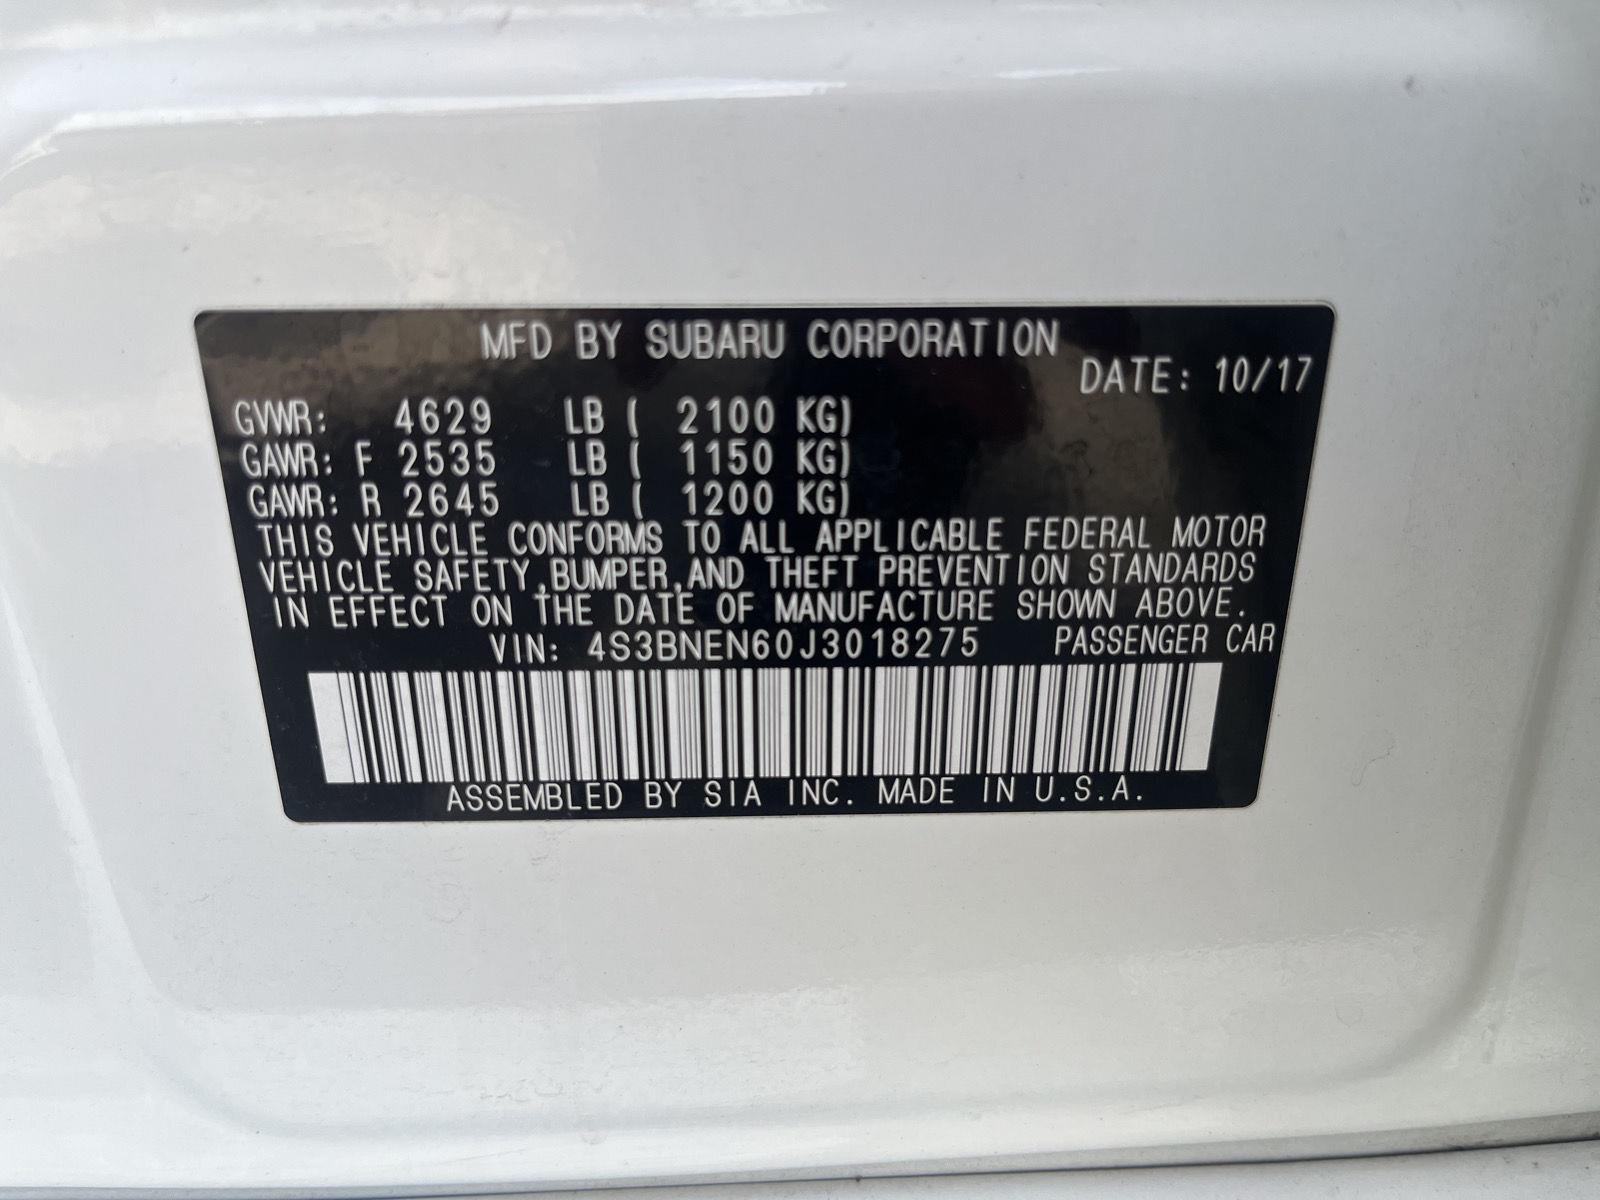 MFD BY SUBARU CORPORATION
DATE: 10/17
GVWR: 4629 LB ( 2100 KG)
GAWR: F 2535 LB ( 1150 KG)
GAWR: R 2645 LB ( 1200 KG)
THIS VEHICLE CONFORMS TO ALL APPLICABLE FEDERAL MOTOR
VEHICLE SAFETY,BUMPER,AND THEFT PREVENTION STANDARDS
IN EFFECT ON THE DATE OF MANUFACTURE SHOWN ABOVE.
VIN: 4S3BNEN60J3018275 PASSENGER CAR
ASSEMBLED BY SIA INC. MADE IN U.S.A.